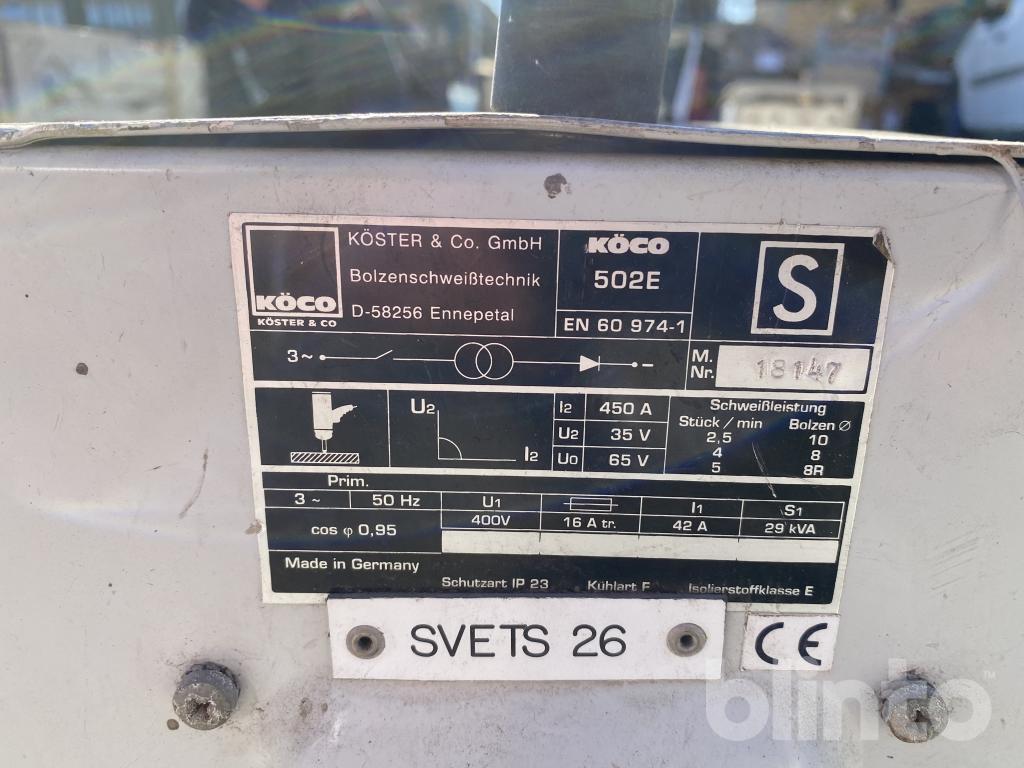 KÖCO
KÖSTER & CO
KÖSTER & Co. GmbH
Bolzenschweißtechnik
D-58256 Ennepetal
KÖCO
502E
EN 60 974-1
S
3~
–
M.
Nr.
18147
U2
I2
I2 450 A
U2 35 V
U0 65 V
Schweißleistung
Stück / min Bolzen ⌀
2,5 10
4 8
5 8R
Prim.
3 ~ 50 Hz U1 I1 S1
cos φ 0,95 400V 16 A tr. 42 A 29 kVA
Made in Germany
Schutzart IP 23 Kühlart F Isolierstoffklasse E
SVETS 26
CE
blinto™